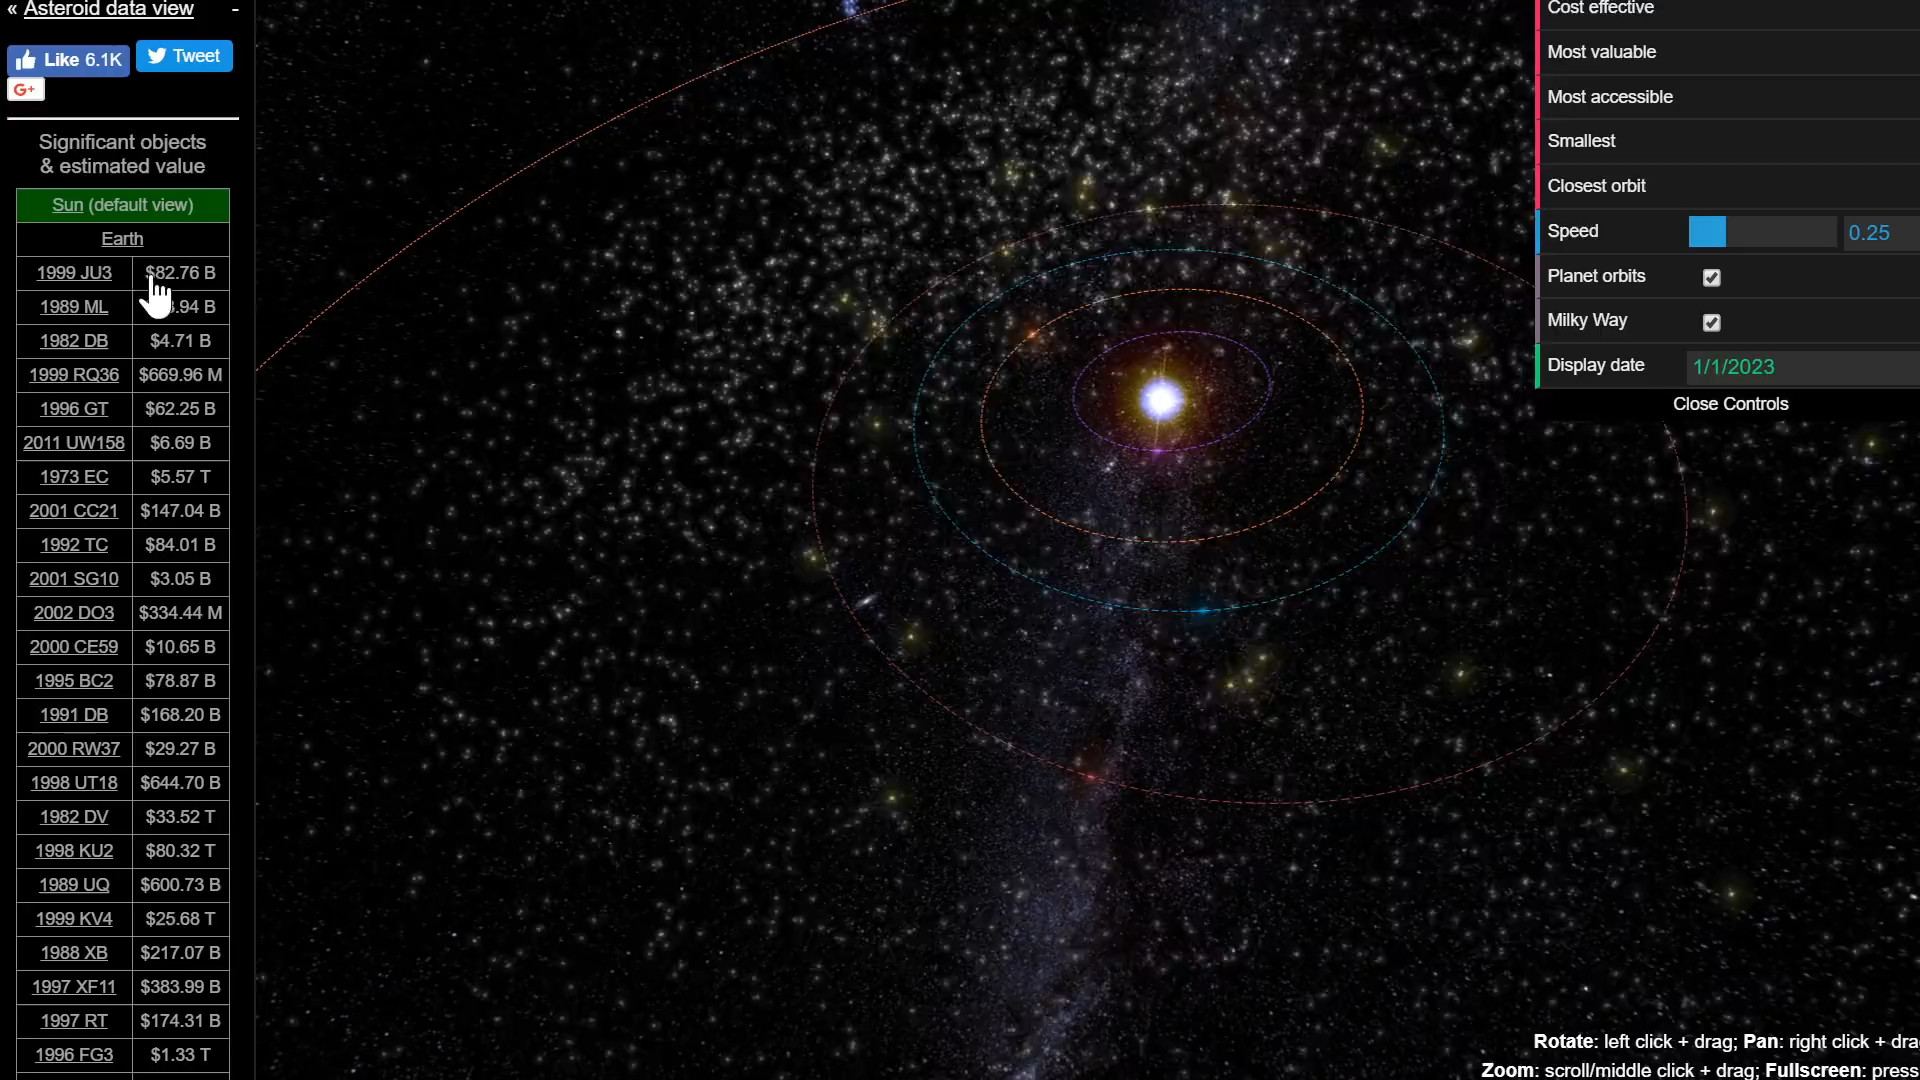 « Asteroid data view -
Like 6.1K
Tweet
G+
Significant objects
& estimated value
Sun (default view)
Earth
1999 JU3 $82.76 B
1989 ML .94 B
1982 DB $4.71 B
1999 RQ36 $669.96 M
1996 GT $62.25 B
2011 UW158 $6.69 B
1973 EC $5.57 T
2001 CC21 $147.04 B
1992 TC $84.01 B
2001 SG10 $3.05 B
2002 DO3 $334.44 M
2000 CE59 $10.65 B
1995 BC2 $78.87 B
1991 DB $168.20 B
2000 RW37 $29.27 B
1998 UT18 $644.70 B
1982 DV $33.52 T
1998 KU2 $80.32 T
1989 UQ $600.73 B
1999 KV4 $25.68 T
1988 XB $217.07 B
1997 XF11 $383.99 B
1997 RT $174.31 B
1996 FG3 $1.33 T
Cost effective
Most valuable
Most accessible
Smallest
Closest orbit
Speed 0.25
Planet orbits
Milky Way
Display date 1/1/2023
Close Controls
Rotate: left click + drag; Pan: right click + dra
Zoom: scroll/middle click + drag; Fullscreen: press